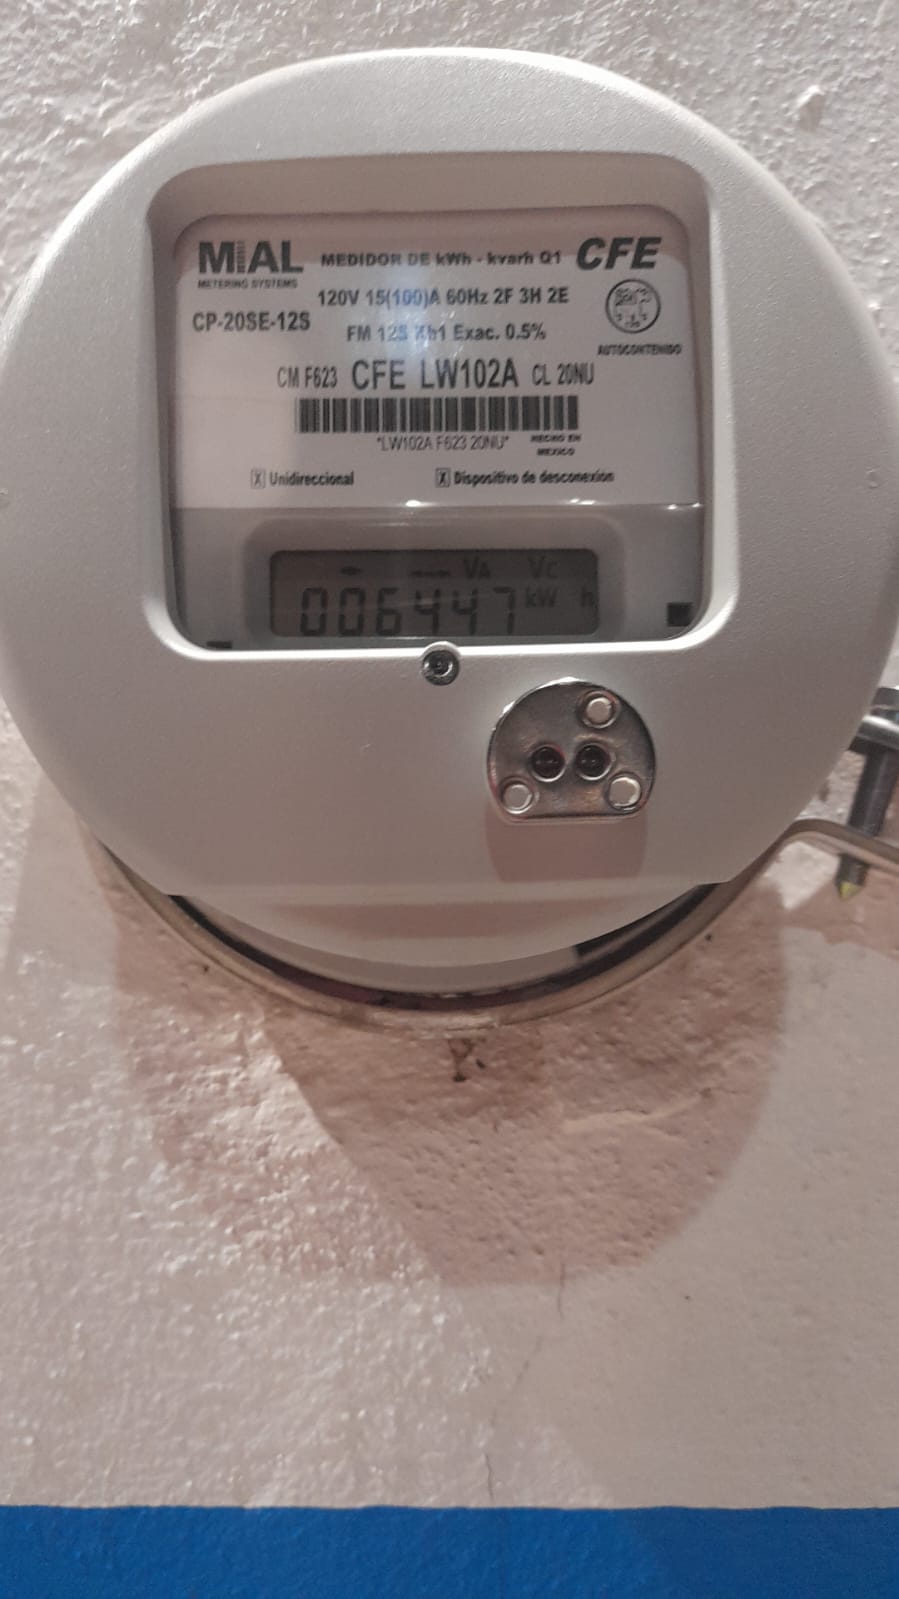 MIAL
METERING SYSTEMS
MEDIDOR DE kWh - kvarh Q1
CFE
120V 15(100)A 60Hz 2F 3H 2E
CP-20SE-12S
FM 12S Kh1 Exac. 0.5%
AUTOCONTENIDO
CM F623 CFE LW102A CL 20NU
*LW102A F623 20NU*
HECHO EN
MEXICO
X Unidireccional
X Dispositivo de desconexion
VA VC
006447 kW h